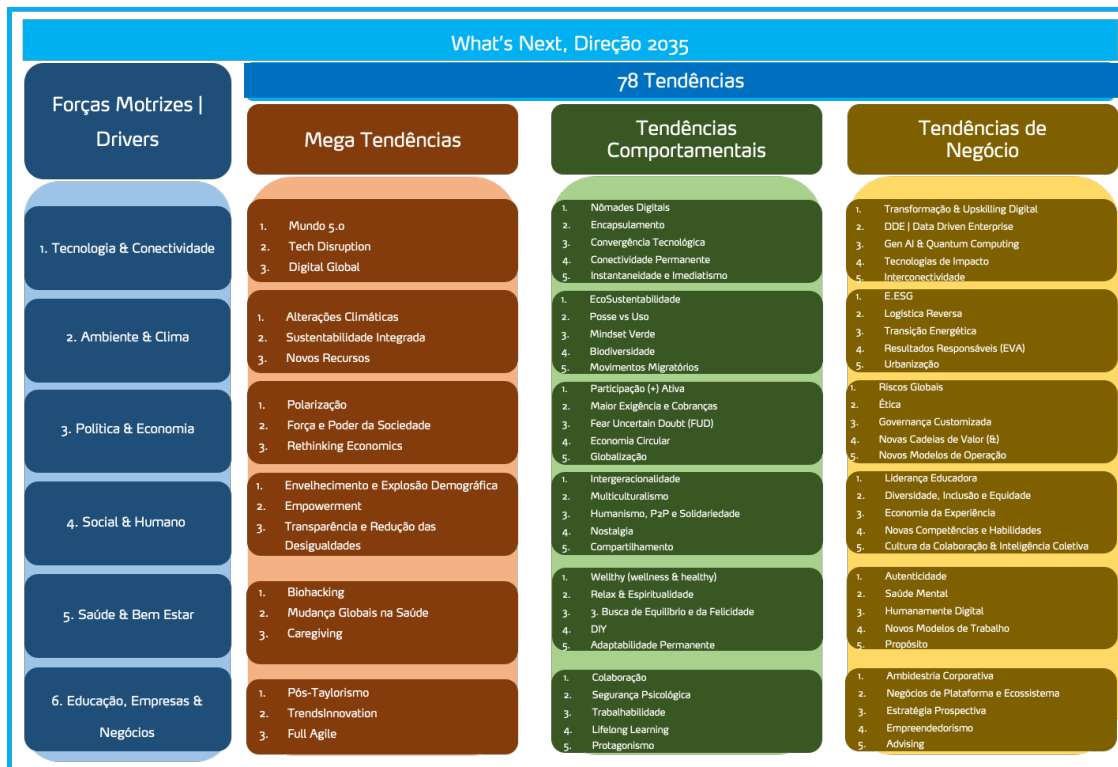 What's Next, Direção 2035
78 Tendências
Forças Motrizes |
Drivers
Mega Tendências
Tendências
Comportamentais
Tendências de
Negócio
1. Tecnologia & Conectividade
1. Mundo 5.0
2. Tech Disruption
3. Digital Global
1. Nômades Digitais
2. Encapsulamento
3. Convergência Tecnológica
4. Conectividade Permanente
5. Instantaneidade e Imediatismo
1. Transformação & Upskilling Digital
2. DDE | Data Driven Enterprise
3. Gen AI & Quantum Computing
4. Tecnologias de Impacto
5. Interconectividade
2. Ambiente & Clima
1. Alterações Climáticas
2. Sustentabilidade Integrada
3. Novos Recursos
1. EcoSustentabilidade
2. Posse vs Uso
3. Mindset Verde
4. Biodiversidade
5. Movimentos Migratórios
1. E.ESG
2. Logística Reversa
3. Transição Energética
4. Resultados Responsáveis (EVA)
5. Urbanização
3. Política & Economia
1. Polarização
2. Força e Poder da Sociedade
3. Rethinking Economics
1. Participação (+) Ativa
2. Maior Exigência e Cobranças
3. Fear Uncertain Doubt (FUD)
4. Economia Circular
5. Globalização
1. Riscos Globais
2. Ética
3. Governança Customizada
4. Novas Cadeias de Valor (&)
5. Novos Modelos de Operação
4. Social & Humano
1. Envelhecimento e Explosão Demográfica
2. Empowerment
3. Transparência e Redução das
Desigualdades
1. Intergeracionalidade
2. Multiculturalismo
3. Humanismo, P2P e Solidariedade
4. Nostalgia
5. Compartilhamento
1. Liderança Educadora
2. Diversidade, Inclusão e Equidade
3. Economia da Experiência
4. Novas Competências e Habilidades
5. Cultura da Colaboração & Inteligência Coletiva
5. Saúde & Bem Estar
1. Biohacking
2. Mudança Globais na Saúde
3. Caregiving
1. Wellthy (wellness & healthy)
2. Relax & Espiritualidade
3. 3. Busca de Equilíbrio e da Felicidade
4. DIY
5. Adaptabilidade Permanente
1. Autenticidade
2. Saúde Mental
3. Humanamente Digital
4. Novos Modelos de Trabalho
5. Propósito
6. Educação, Empresas &
Negócios
1. Pós-Taylorismo
2. TrendsInnovation
3. Full Agile
1. Colaboração
2. Segurança Psicológica
3. Trabalhabilidade
4. Lifelong Learning
5. Protagonismo
1. Ambidestria Corporativa
2. Negócios de Plataforma e Ecossistema
3. Estratégia Prospectiva
4. Empreendedorismo
5. Advising